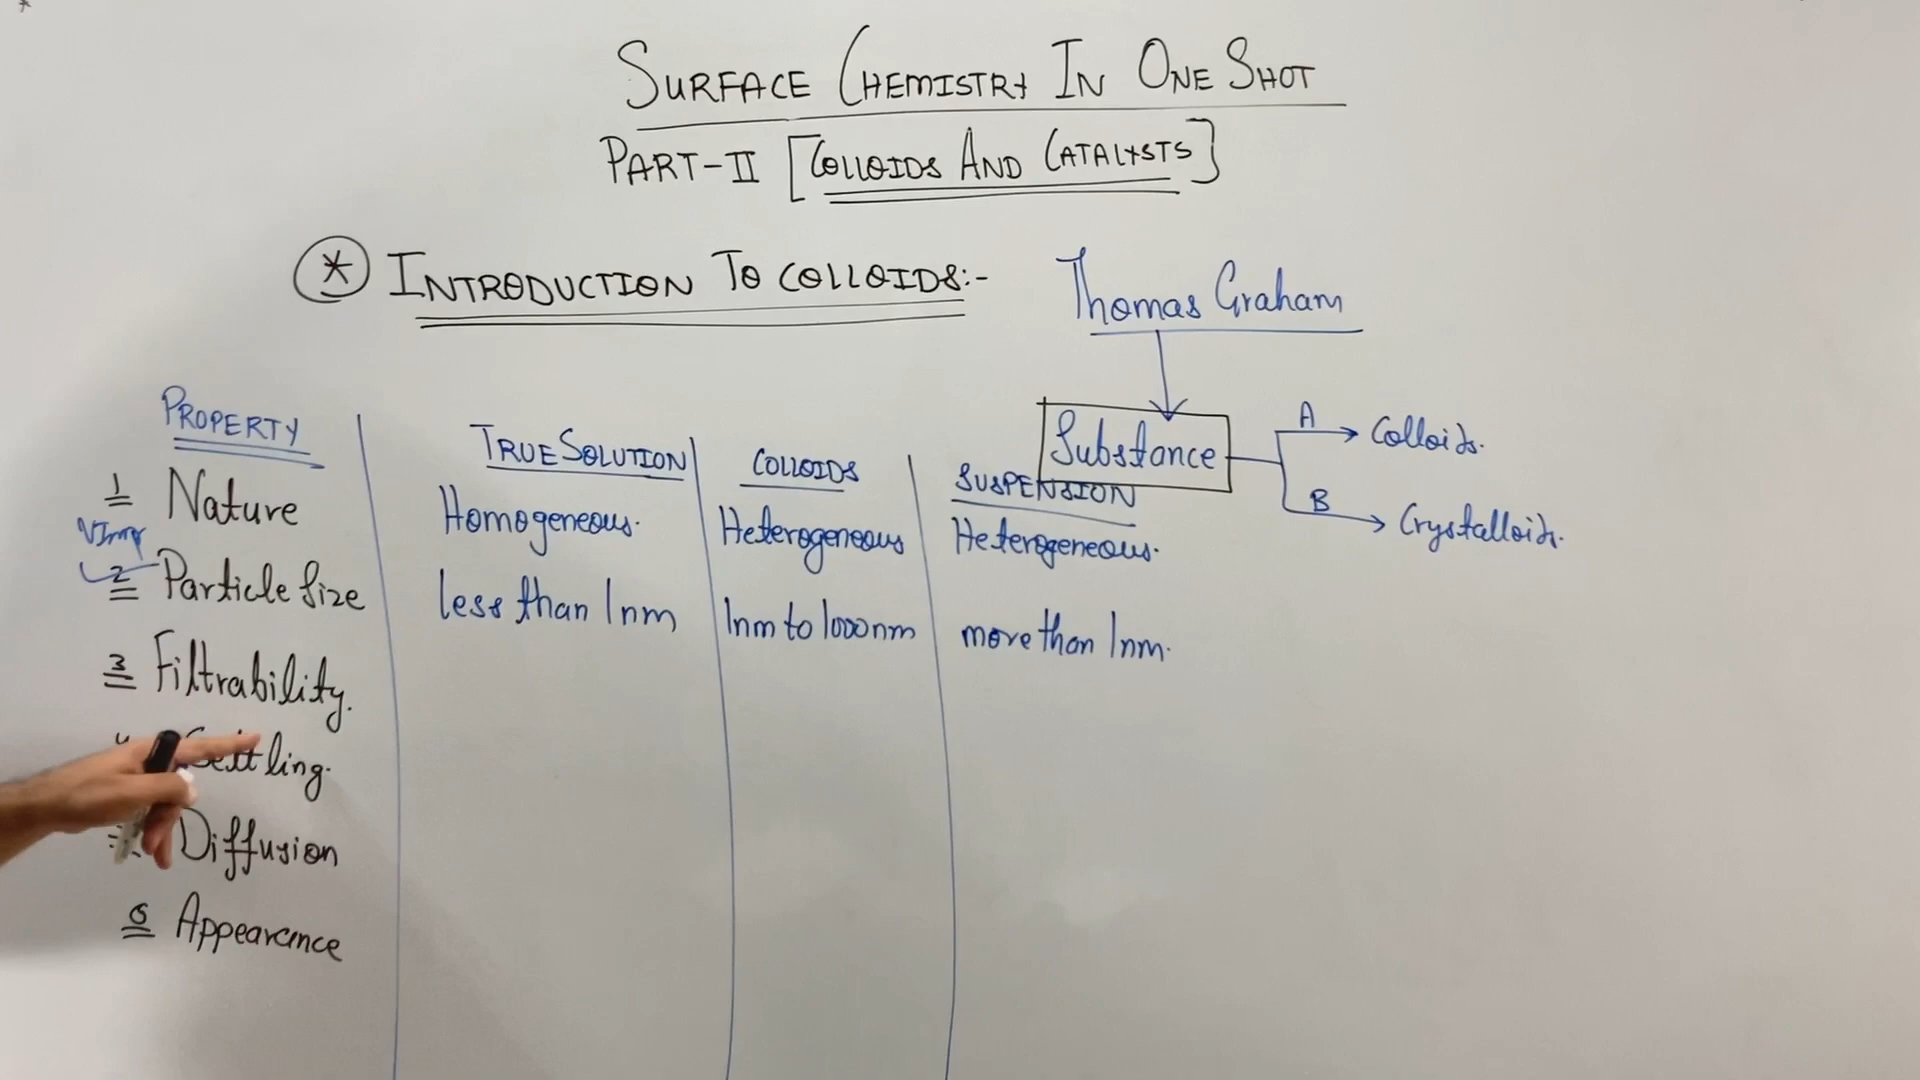 SURFACE CHEMISTRY IN ONE SHOT
PART-II [COLLOIDS AND CATALYSTS]
* INTRODUCTION TO COLLOIDS:-
Thomas Graham
Substance
A → Colloids.
B → Crystalloids.
PROPERTY
TRUE SOLUTION
COLLOIDS
SUSPENSION
1 Nature
Homogeneous.
Heterogeneous
Heterogeneous.
VImp
2 Particle Size
less than 1nm
1nm to 1000nm
more than 1nm.
3 Filtrability.
Settling.
Diffusion
6 Appearance